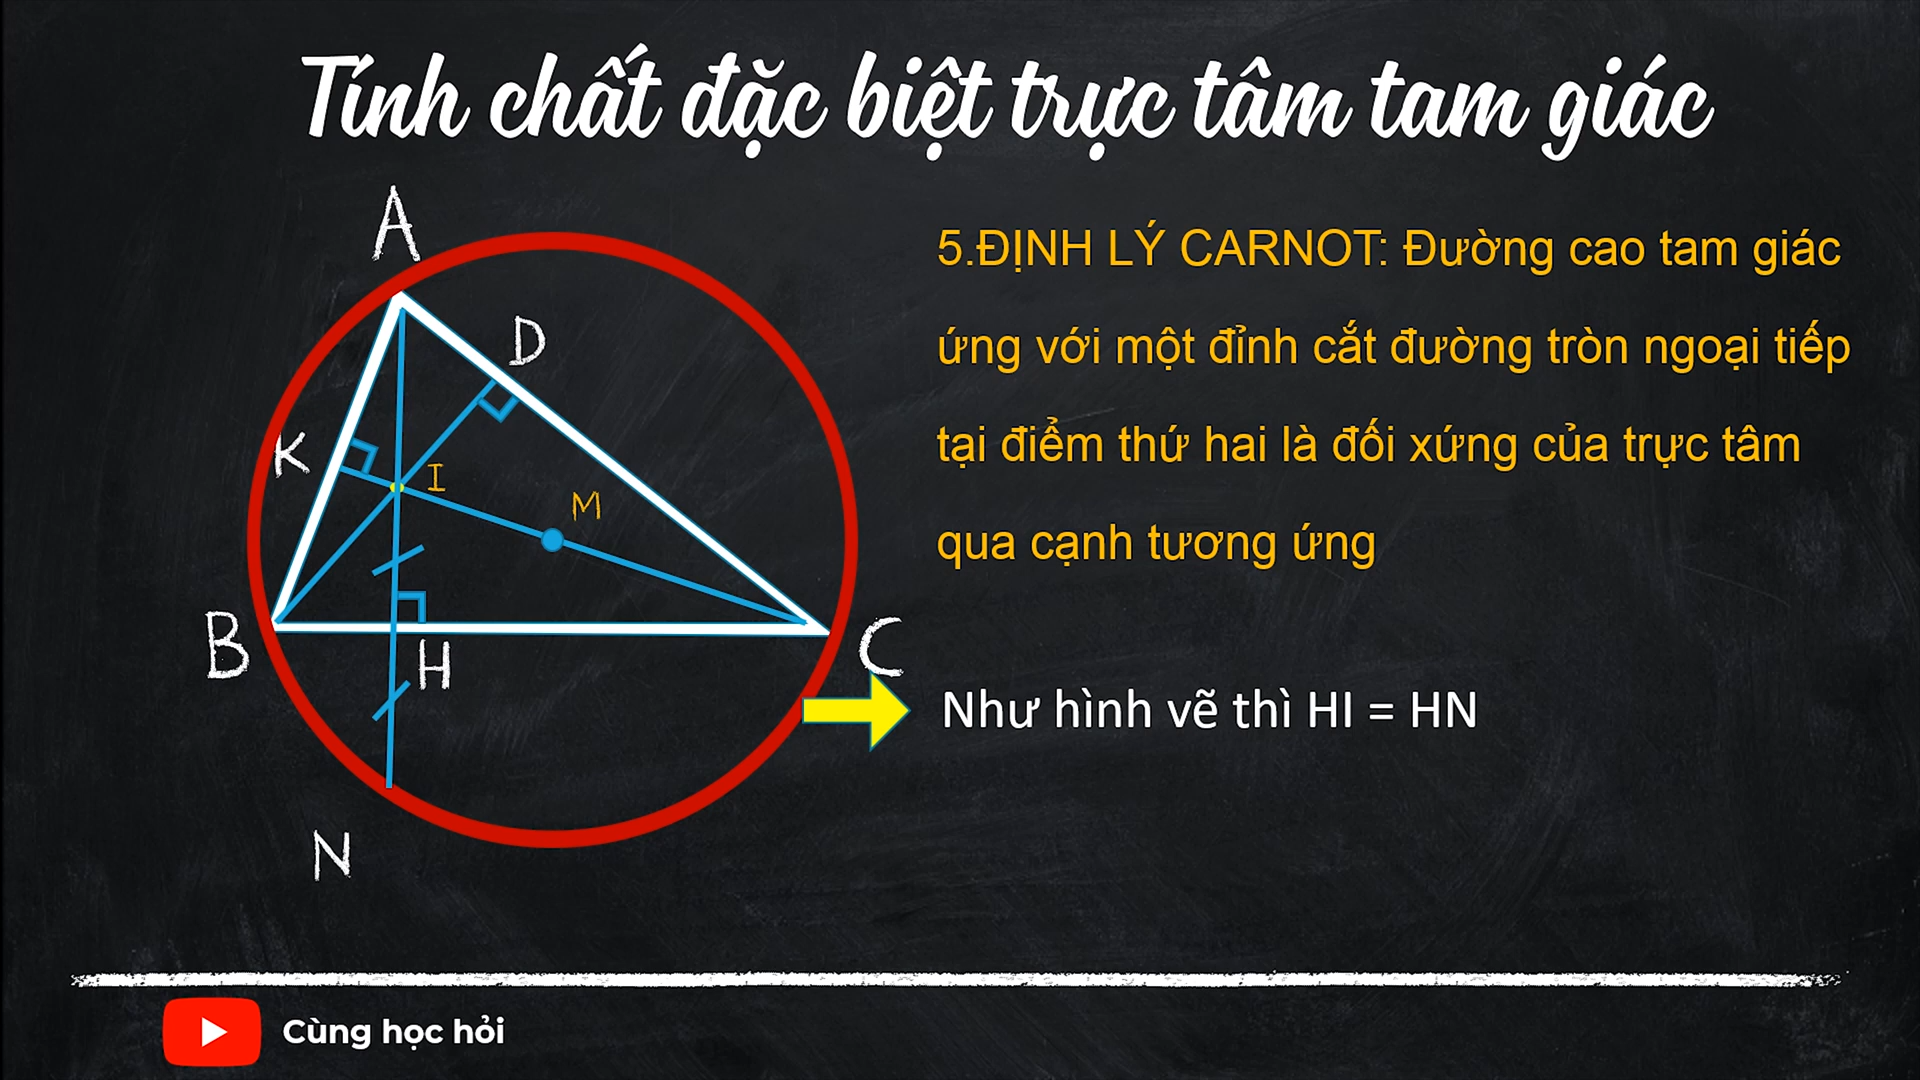 Tính chất đặc biệt trực tâm tam giác
A
D
K
I
M
B
H
C
N
5.ĐỊNH LÝ CARNOT: Đường cao tam giác
ứng với một đỉnh cắt đường tròn ngoại tiếp
tại điểm thứ hai là đối xứng của trực tâm
qua cạnh tương ứng
Như hình vẽ thì HI = HN
Cùng học hỏi